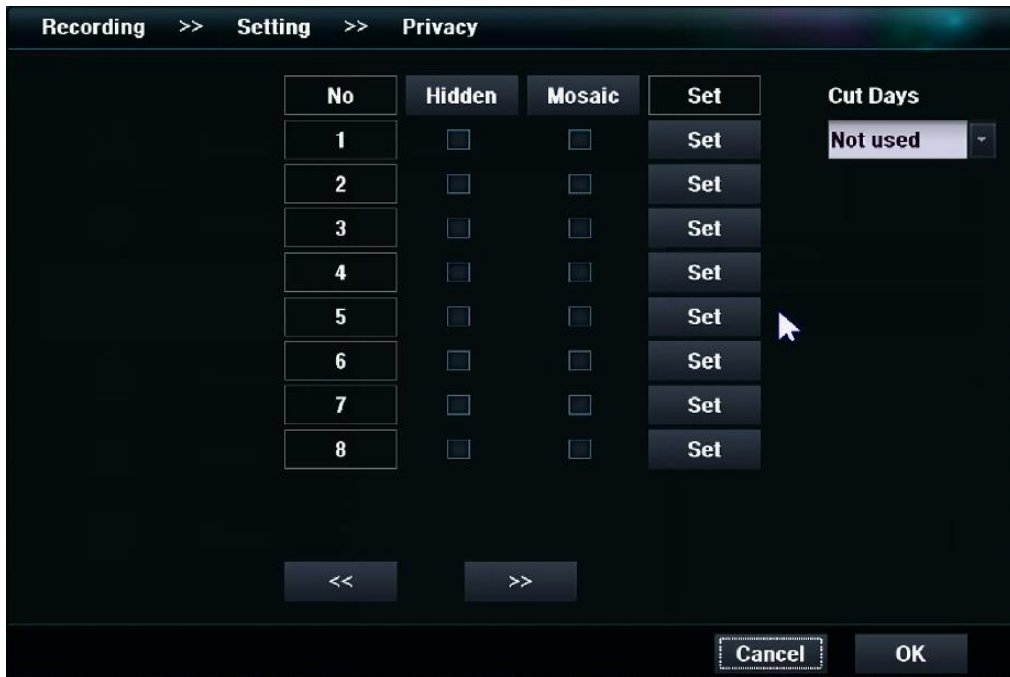 Recording >> Setting >> Privacy
No Hidden Mosaic Set Cut Days
1 Set Not used
2 Set
3 Set
4 Set
5 Set
6 Set
7 Set
8 Set
<< >>
Cancel OK